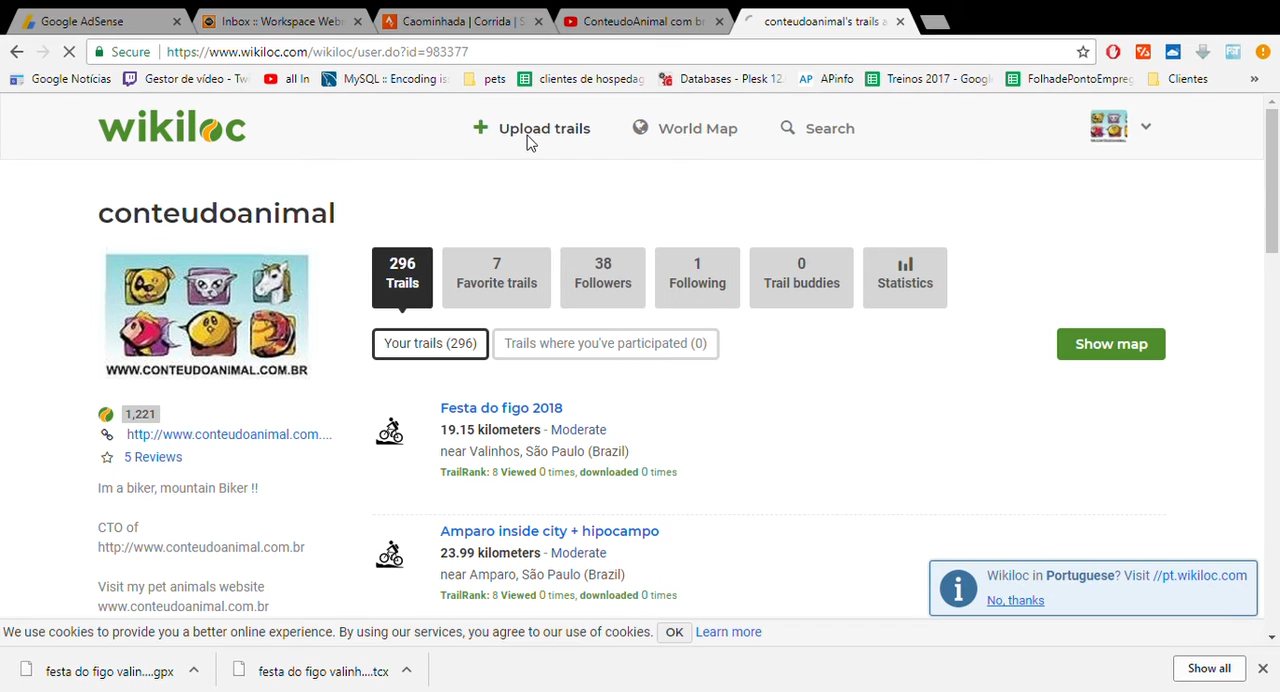 Google AdSense
Inbox :: Workspace Web
Caominhada | Corrida | S
ConteudoAnimal com br
conteudoanimal's trails a
Secure https://www.wikiloc.com/wikiloc/user.do?id=983377
Google Notícias
Gestor de vídeo - Tw
all In
MySQL :: Encoding is
pets
clientes de hospedag
Databases - Plesk 12.
AP APinfo
Treinos 2017 - Googl
FolhadePontoEmpreg
Clientes
wikiloc
Upload trails
World Map
Search
conteudoanimal
WWW.CONTEUDOANIMAL.COM.BR
296 Trails
7 Favorite trails
38 Followers
1 Following
0 Trail buddies
Statistics
Your trails (296)
Trails where you've participated (0)
Show map
1,221
http://www.conteudoanimal.com....
5 Reviews
Im a biker, mountain Biker !!
CTO of
http://www.conteudoanimal.com.br
Visit my pet animals website
www.conteudoanimal.com.br
Festa do figo 2018
19.15 kilometers - Moderate
near Valinhos, São Paulo (Brazil)
TrailRank: 8 Viewed 0 times, downloaded 0 times
Amparo inside city + hipocampo
23.99 kilometers - Moderate
near Amparo, São Paulo (Brazil)
TrailRank: 8 Viewed 0 times, downloaded 0 times
Wikiloc in Portuguese? Visit //pt.wikiloc.com
No, thanks
We use cookies to provide you a better online experience. By using our services, you agree to our use of cookies. OK Learn more
festa do figo valin....gpx
festa do figo valinh....tcx
Show all